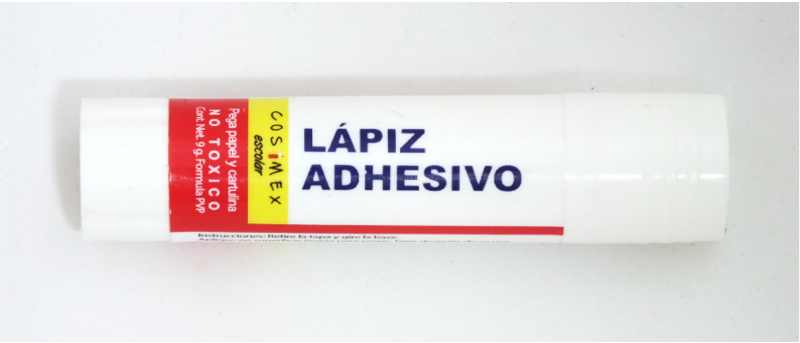 LÁPIZ
ADHESIVO
COSiMEX
escolar
Pega papel y cartulina
NO TOXICO
Cont. Net. 9 g. Formula PVP
Instrucciones: Retire la tapa y gire la base.